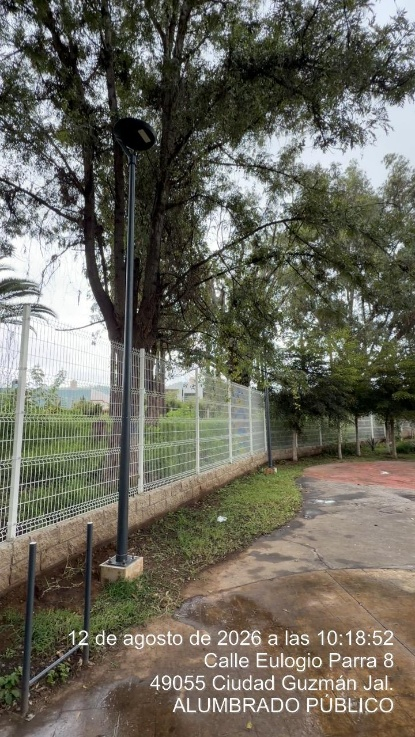 12 de agosto de 2026 a las 10:18:52
Calle Eulogio Parra 8
49055 Ciudad Guzmán Jal.
ALUMBRADO PÚBLICO